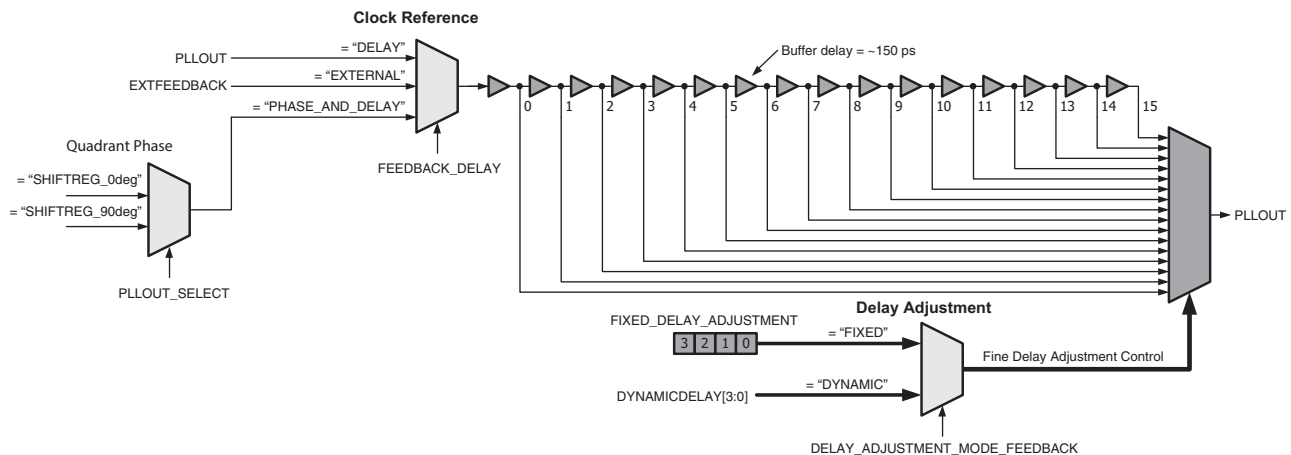 Clock Reference
PLLOUT
= “DELAY”
EXTFEEDBACK
= “EXTERNAL”
= “PHASE_AND_DELAY”
FEEDBACK_DELAY
Buffer delay = ~150 ps
0 1 2 3 4 5 6 7 8 9 10 11 12 13 14 15
Quadrant Phase
= “SHIFTREG_0deg”
= “SHIFTREG_90deg”
PLLOUT_SELECT
PLLOUT
Delay Adjustment
FIXED_DELAY_ADJUSTMENT
3 2 1 0
= “FIXED”
Fine Delay Adjustment Control
DYNAMICDELAY[3:0]
= “DYNAMIC”
DELAY_ADJUSTMENT_MODE_FEEDBACK